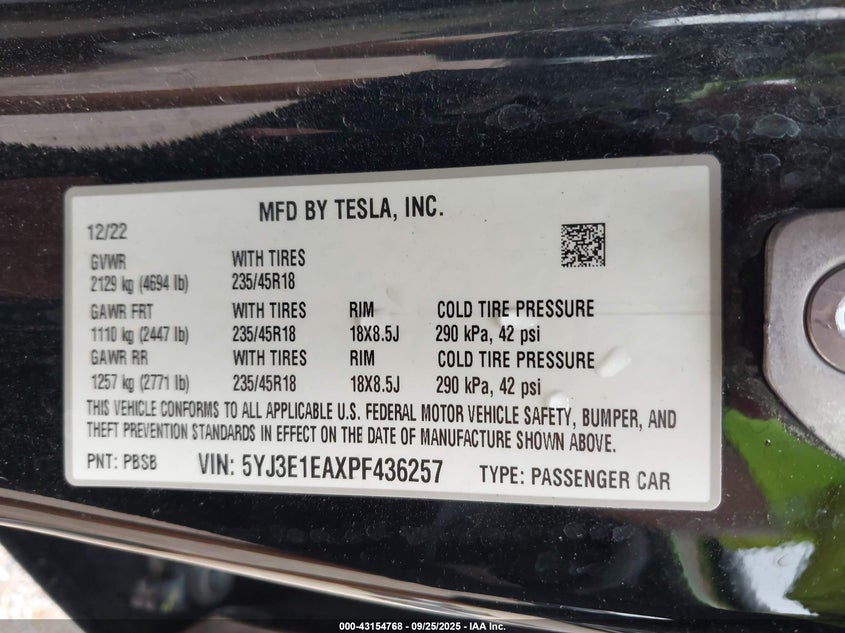 MFD BY TESLA, INC.
12/22
GVWR WITH TIRES
2129 kg (4694 lb) 235/45R18
GAWR FRT WITH TIRES RIM COLD TIRE PRESSURE
1110 kg (2447 lb) 235/45R18 18X8.5J 290 kPa, 42 psi
GAWR RR WITH TIRES RIM COLD TIRE PRESSURE
1257 kg (2771 lb) 235/45R18 18X8.5J 290 kPa, 42 psi
THIS VEHICLE CONFORMS TO ALL APPLICABLE U.S. FEDERAL MOTOR VEHICLE SAFETY, BUMPER, AND
THEFT PREVENTION STANDARDS IN EFFECT ON THE DATE OF MANUFACTURE SHOWN ABOVE.
PNT: PBSB VIN: 5YJ3E1EAXPF436257 TYPE: PASSENGER CAR
000-43154768 - 09/25/2025 - IAA Inc.